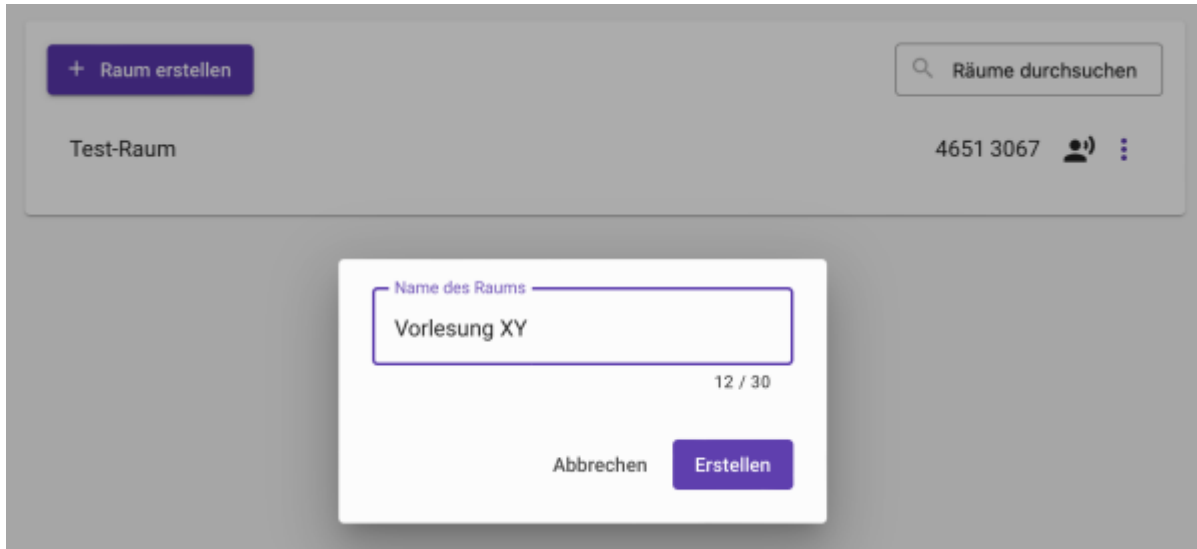 + Raum erstellen
Räume durchsuchen
Test-Raum 4651 3067
Name des Raums
Vorlesung XY
12 / 30
Abbrechen Erstellen